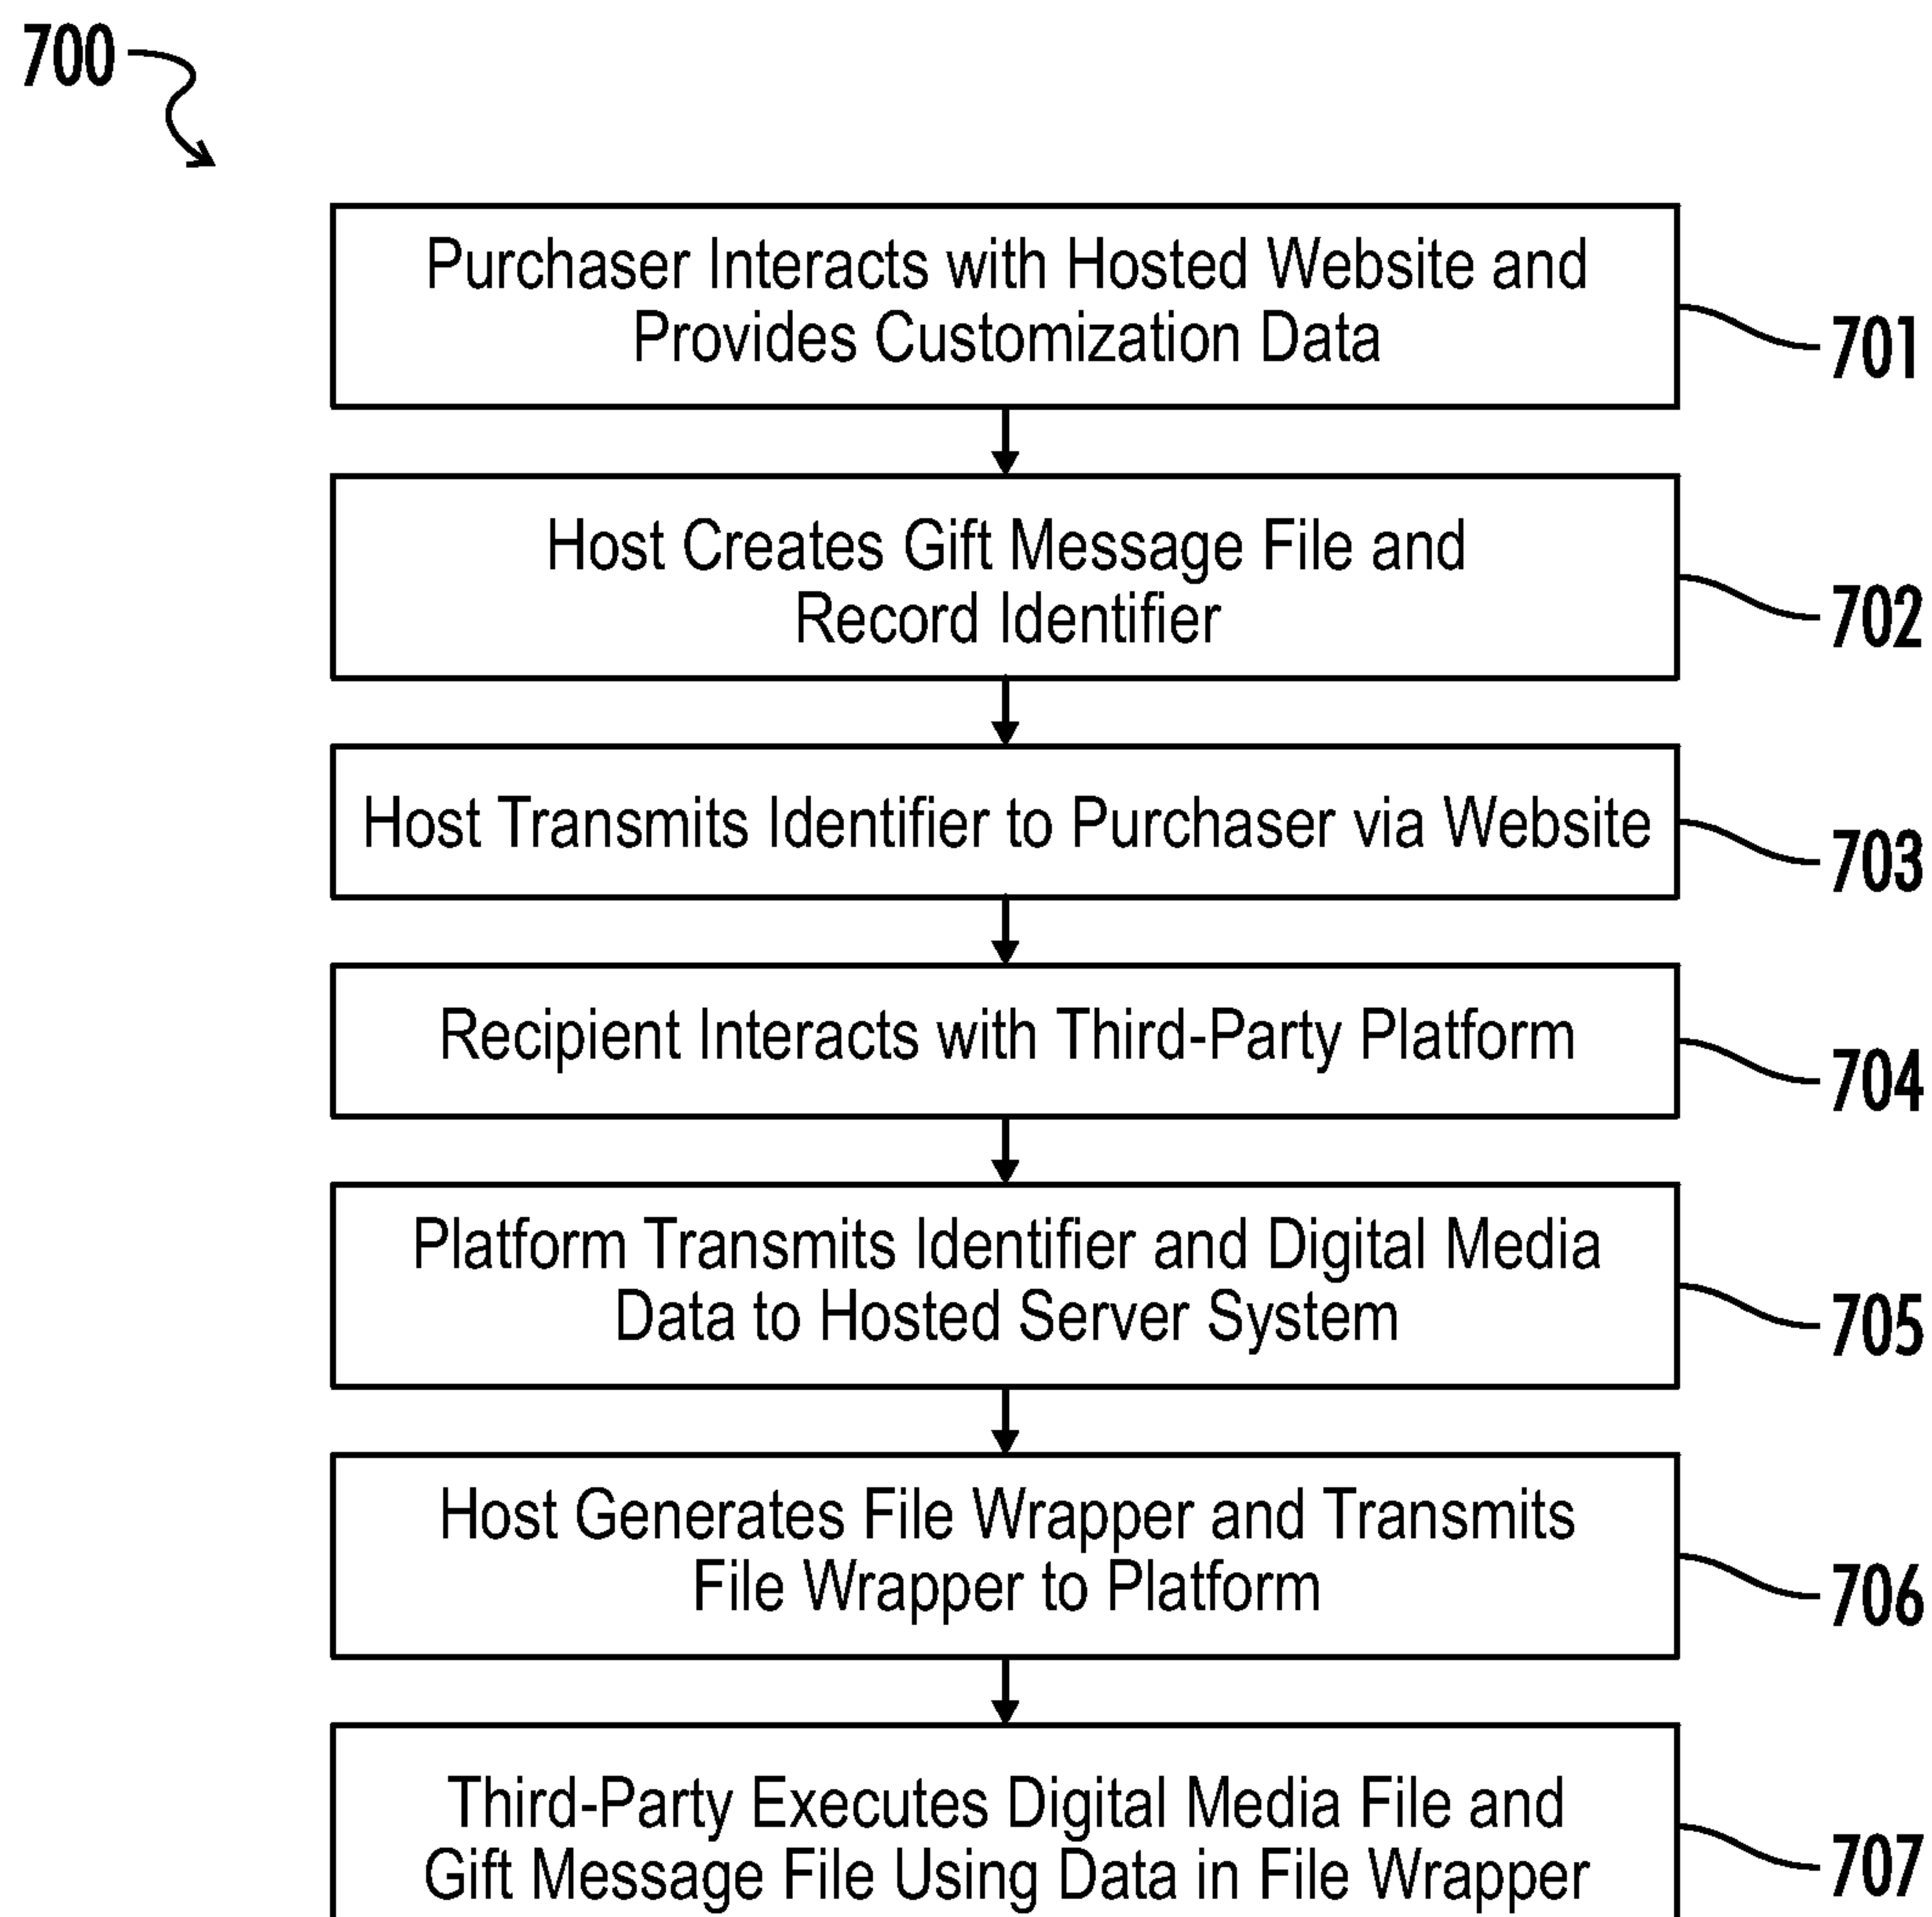 700
Purchaser Interacts with Hosted Website and
Provides Customization Data
701
Host Creates Gift Message File and
Record Identifier
702
Host Transmits Identifier to Purchaser via Website
703
Recipient Interacts with Third-Party Platform
704
Platform Transmits Identifier and Digital Media
Data to Hosted Server System
705
Host Generates File Wrapper and Transmits
File Wrapper to Platform
706
Third-Party Executes Digital Media File and
Gift Message File Using Data in File Wrapper
707